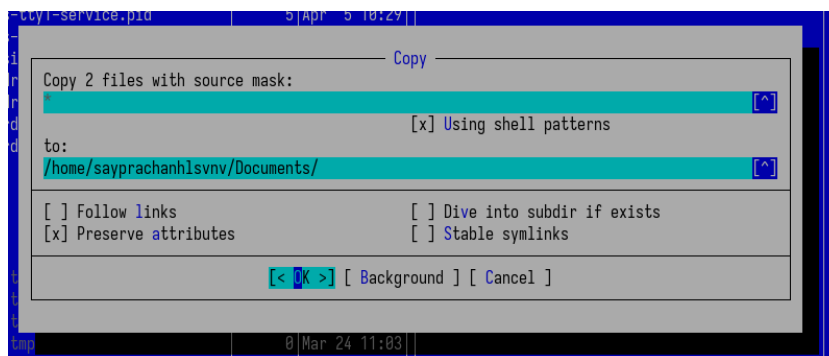 -tty1-service.pid 5 Apr 5 10:29
Copy
Copy 2 files with source mask:
* [^]
[x] Using shell patterns
to:
/home/sayprachanhlsvnv/Documents/ [^]
[ ] Follow links [ ] Dive into subdir if exists
[x] Preserve attributes [ ] Stable symlinks
[< OK >] [ Background ] [ Cancel ]
tmp 0 Mar 24 11:03